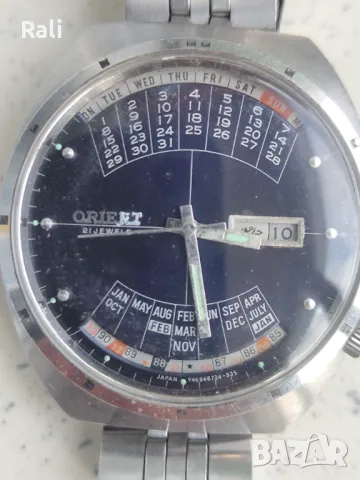 Rali
MON TUE WED THU FRI SAT SUN
1 2 3 4 5 6 7
8 9 10 11 12 13 14
15 16 17 18 19 20 21
22 23 24 25 26 27 28
29 30 31
ORIENT
21 JEWELS
10
JAN MAY AUG FEB JUN SEP APR
OCT FEB MAR DEC JULY
NOV JAN
90 89 88 87 86 85
JAPAN
BAZAR